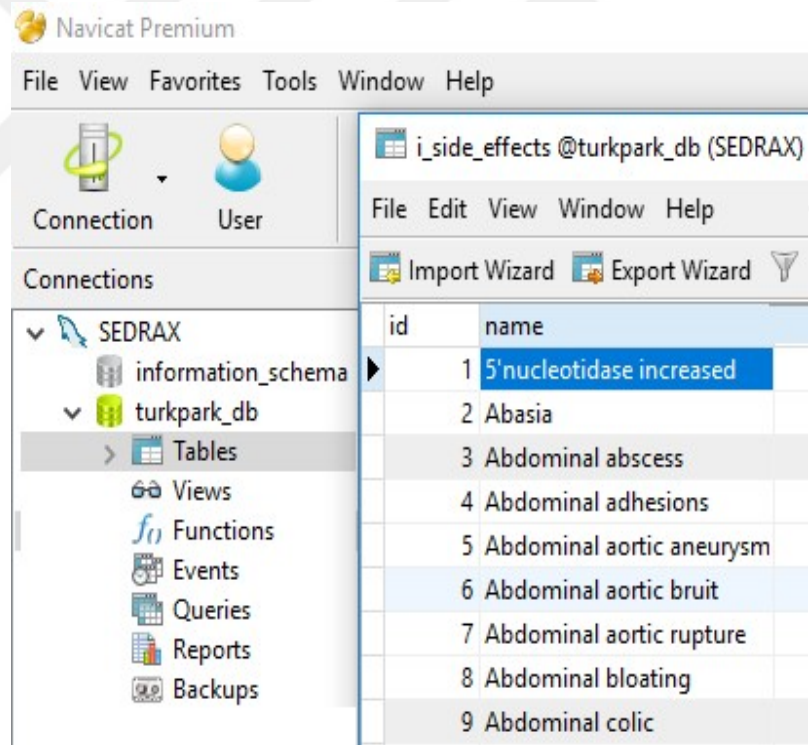 Navicat Premium
File View Favorites Tools Window Help
Connection
User
Connections
SEDRAX
information_schema
turkpark_db
Tables
Views
f() Functions
Events
Queries
Reports
Backups
i_side_effects @turkpark_db (SEDRAX)
File Edit View Window Help
Import Wizard Export Wizard
id name
1 5'nucleotidase increased
2 Abasia
3 Abdominal abscess
4 Abdominal adhesions
5 Abdominal aortic aneurysm
6 Abdominal aortic bruit
7 Abdominal aortic rupture
8 Abdominal bloating
9 Abdominal colic